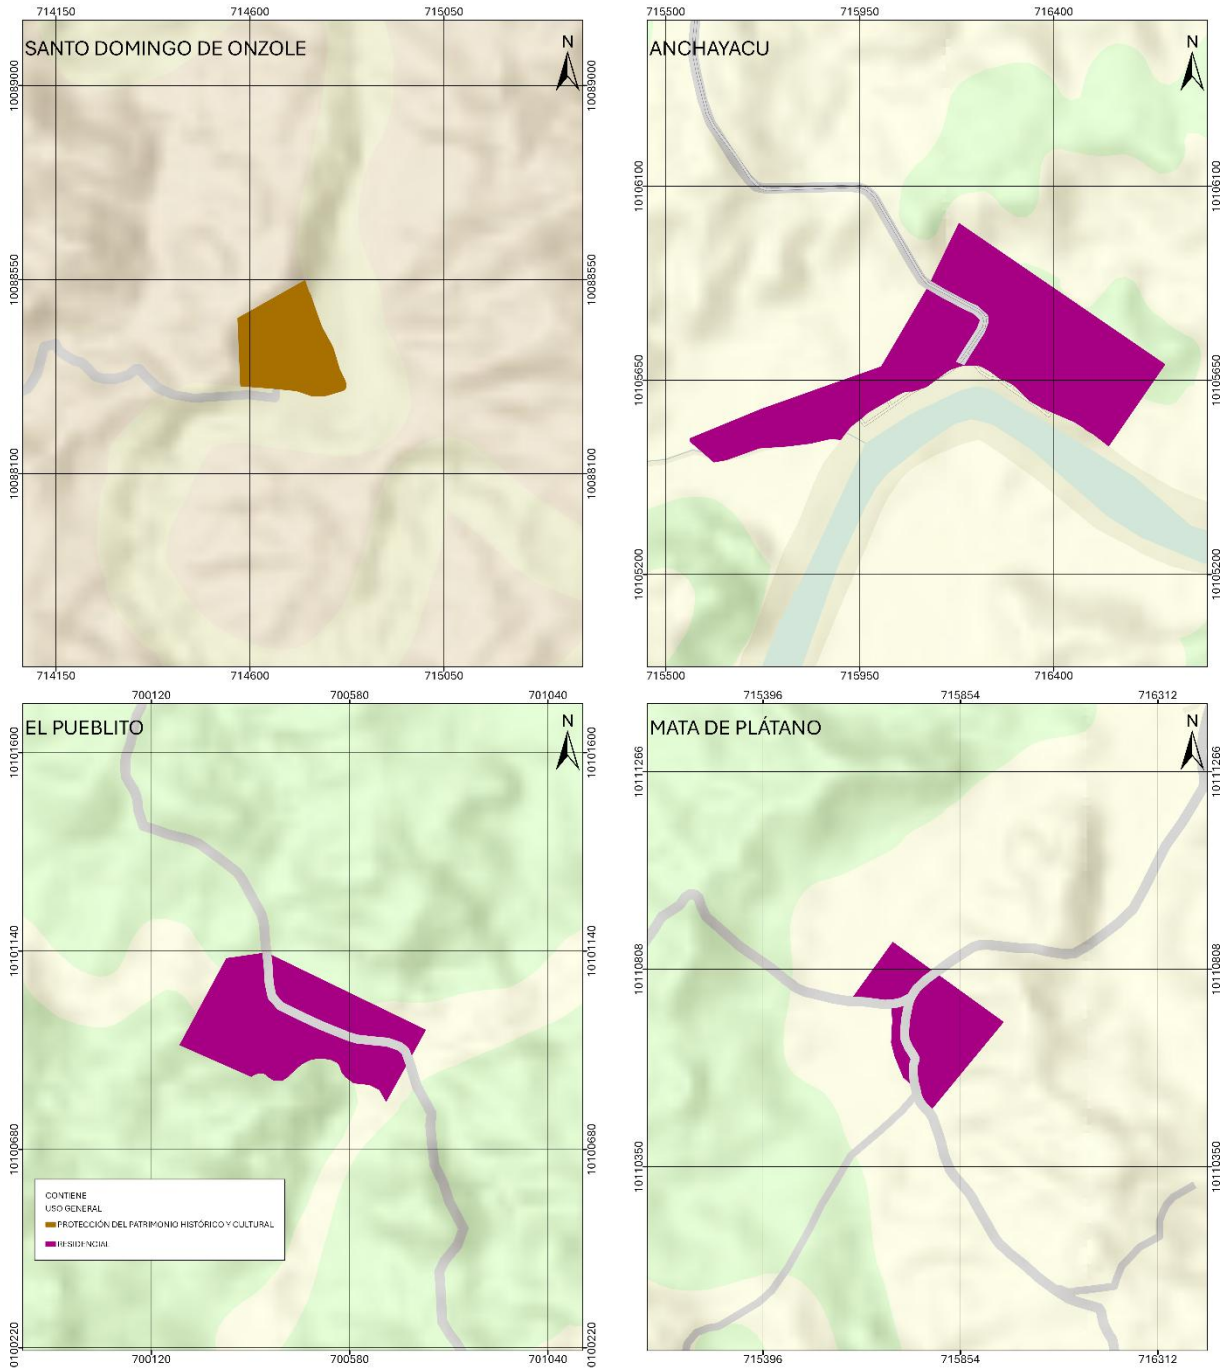 714150 714600 715050
SANTO DOMINGO DE ONZOLE
N
10089000
10088550
10088100
10089000
10088550
10088100
714150 714600 715050
715500 715950 716400
ANCHAYACU
N
10106100
10105650
10105200
10106100
10105650
10105200
715500 715950 716400
700120 700580 701040
EL PUEBLITO
N
10101600
10101140
10100680
0100220
10101600
10101140
10100680
0100220
CONTIENE
USO GENERAL
PROTECCIÓN DEL PATRIMONIO HISTÓRICO Y CULTURAL
RESIDENCIAL
700120 700580 701040
715396 715854 716312
MATA DE PLÁTANO
N
10111266
10110808
10110350
10111266
10110808
10110350
715396 715854 716312